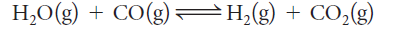 H₂O(g) + CO(g) ⇌ H₂(g) + CO₂(g)